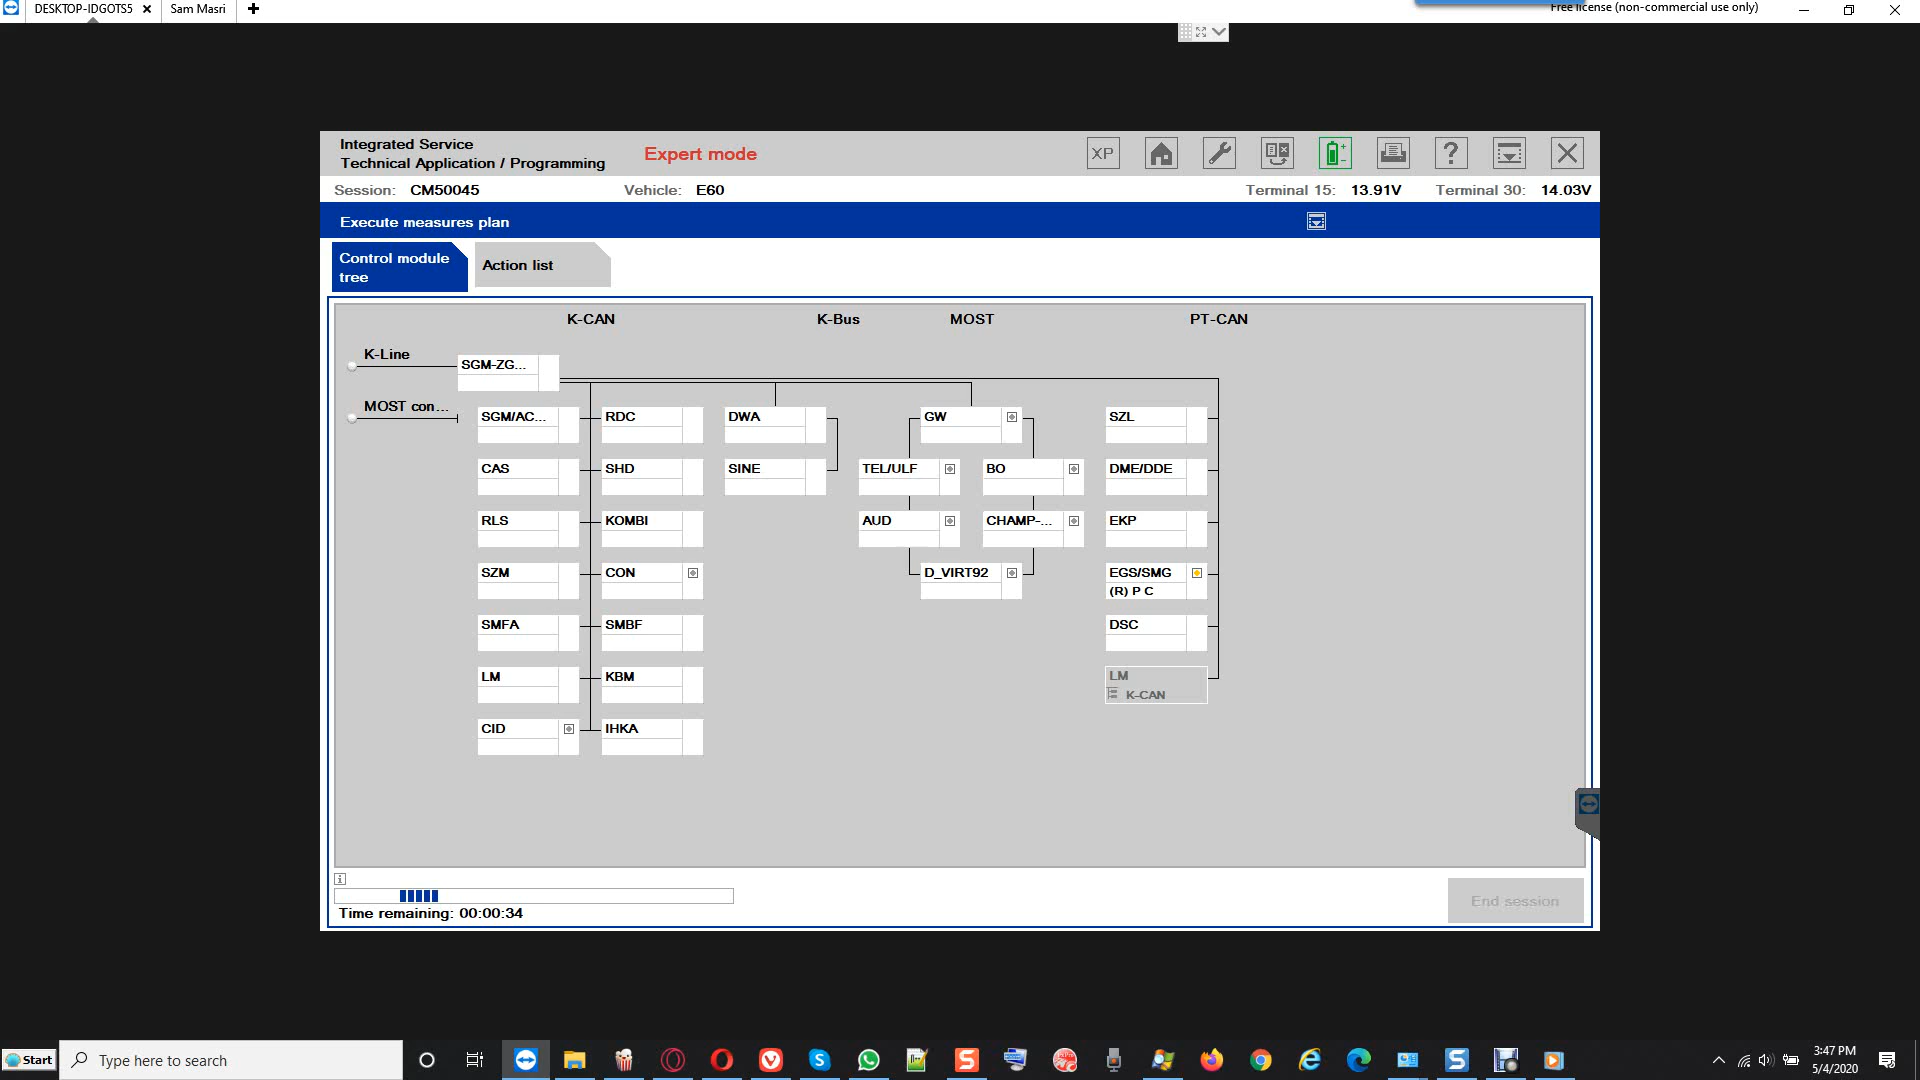 DESKTOP-IDGOTS5
Sam Masri
Free license (non-commercial use only)
Integrated Service
Technical Application / Programming
Expert mode
XP
Session: CM50045
Vehicle: E60
Terminal 15: 13.91V
Terminal 30: 14.03V
Execute measures plan
Control module
tree
Action list
K-CAN
K-Bus
MOST
PT-CAN
K-Line
SGM-ZG...
MOST con...
SGM/AC...
RDC
DWA
GW
SZL
CAS
SHD
SINE
TEL/ULF
BO
DME/DDE
RLS
KOMBI
AUD
CHAMP-...
EKP
SZM
CON
D_VIRT92
EGS/SMG
(R) P C
SMFA
SMBF
DSC
LM
KBM
LM
K-CAN
CID
IHKA
Time remaining: 00:00:34
End session
Start
Type here to search
3:47 PM
5/4/2020